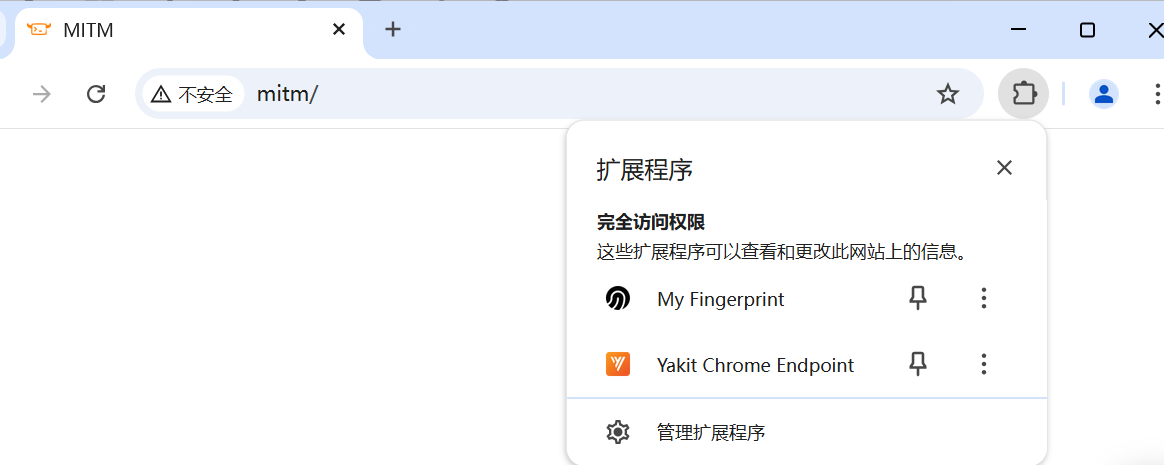 MITM
不安全
mitm/
扩展程序
完全访问权限
这些扩展程序可以查看和更改此网站上的信息。
My Fingerprint
Yakit Chrome Endpoint
管理扩展程序